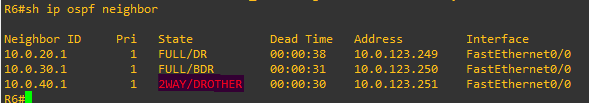 R6#sh ip ospf neighbor
Neighbor ID     Pri   State           Dead Time   Address         Interface
10.0.20.1         1   FULL/DR         00:00:38    10.0.123.249    FastEthernet0/0
10.0.30.1         1   FULL/BDR        00:00:31    10.0.123.250    FastEthernet0/0
10.0.40.1         1   2WAY/DROTHER    00:00:30    10.0.123.251    FastEthernet0/0
R6#